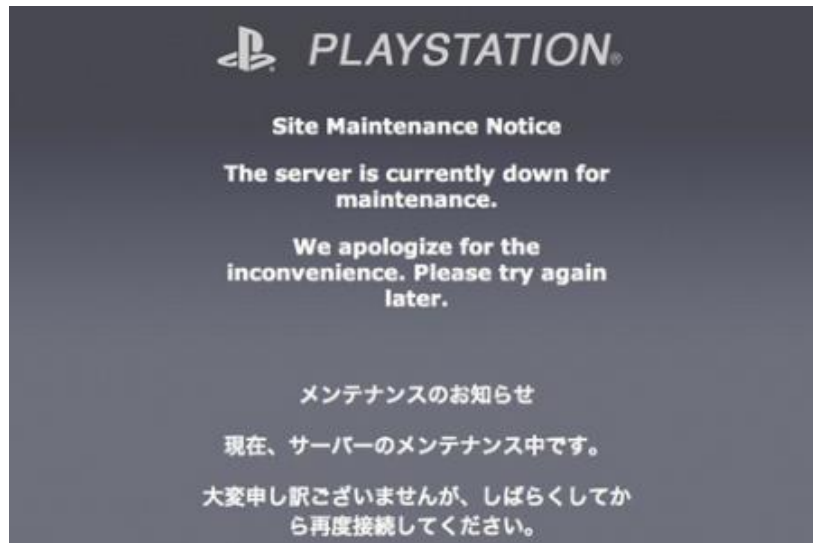 PLAYSTATION®
Site Maintenance Notice
The server is currently down for
maintenance.
We apologize for the
inconvenience. Please try again
later.
メンテナンスのお知らせ
現在、サーバーのメンテナンス中です。
大変申し訳ございませんが、しばらくしてか
ら再度接続してください。